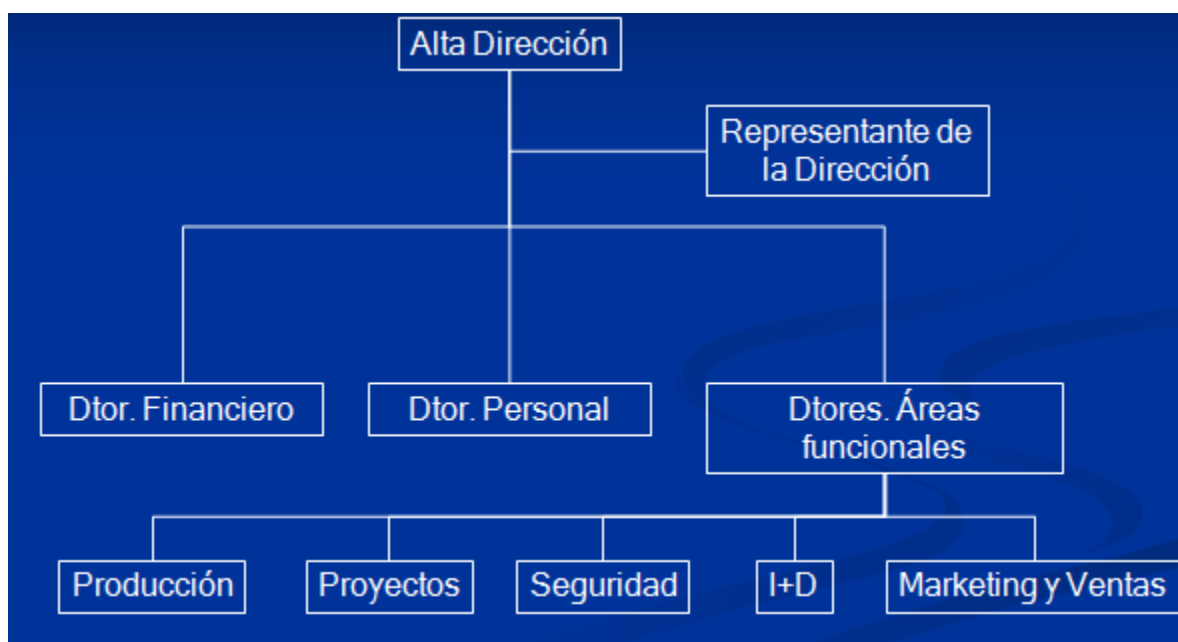 Alta Dirección
Representante de
la Dirección
Dtor. Financiero
Dtor. Personal
Dtores. Áreas
funcionales
Producción
Proyectos
Seguridad
I+D
Marketing y Ventas